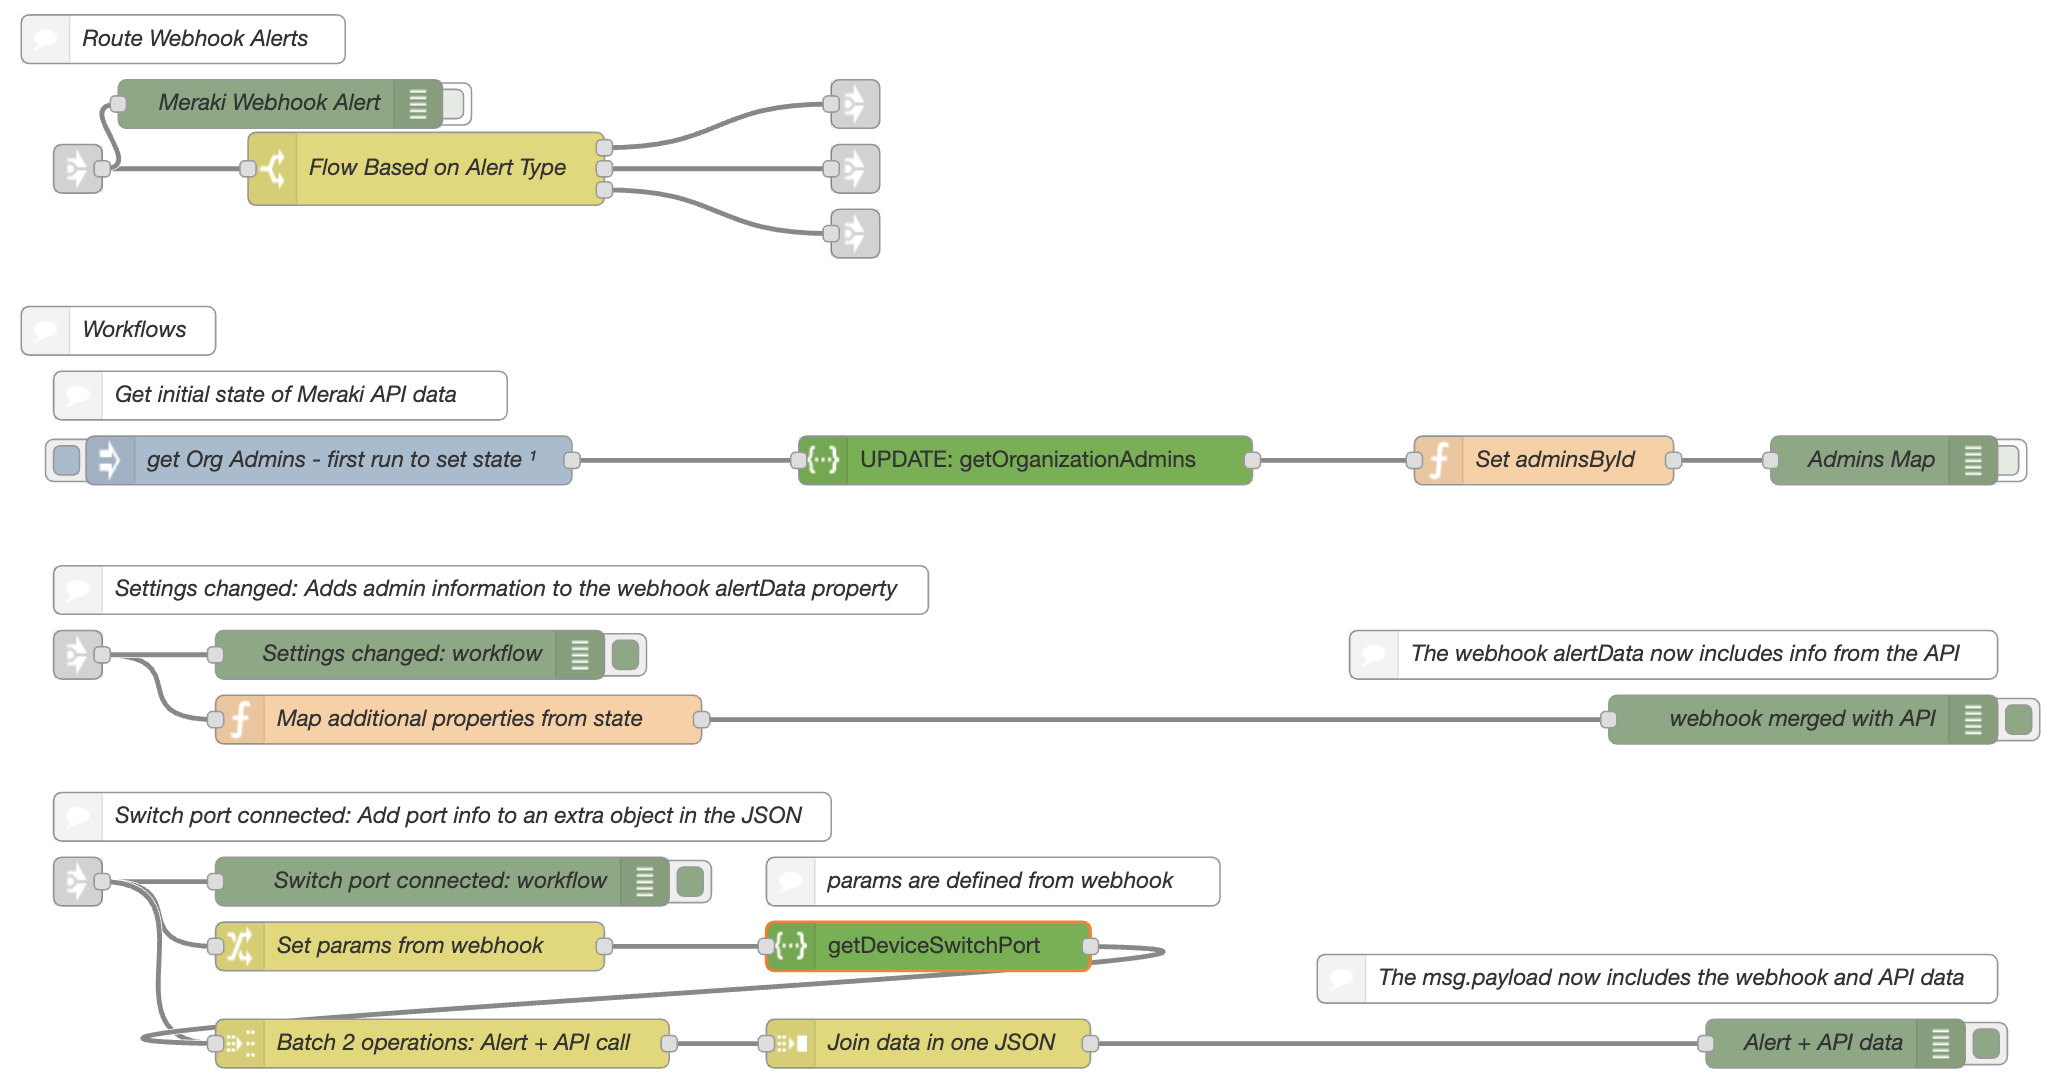 Route Webhook Alerts
Meraki Webhook Alert
Flow Based on Alert Type
Workflows
Get initial state of Meraki API data
get Org Admins - first run to set state ¹
UPDATE: getOrganizationAdmins
Set adminsById
Admins Map
Settings changed: Adds admin information to the webhook alertData property
Settings changed: workflow
The webhook alertData now includes info from the API
Map additional properties from state
webhook merged with API
Switch port connected: Add port info to an extra object in the JSON
Switch port connected: workflow
params are defined from webhook
Set params from webhook
getDeviceSwitchPort
The msg.payload now includes the webhook and API data
Batch 2 operations: Alert + API call
Join data in one JSON
Alert + API data